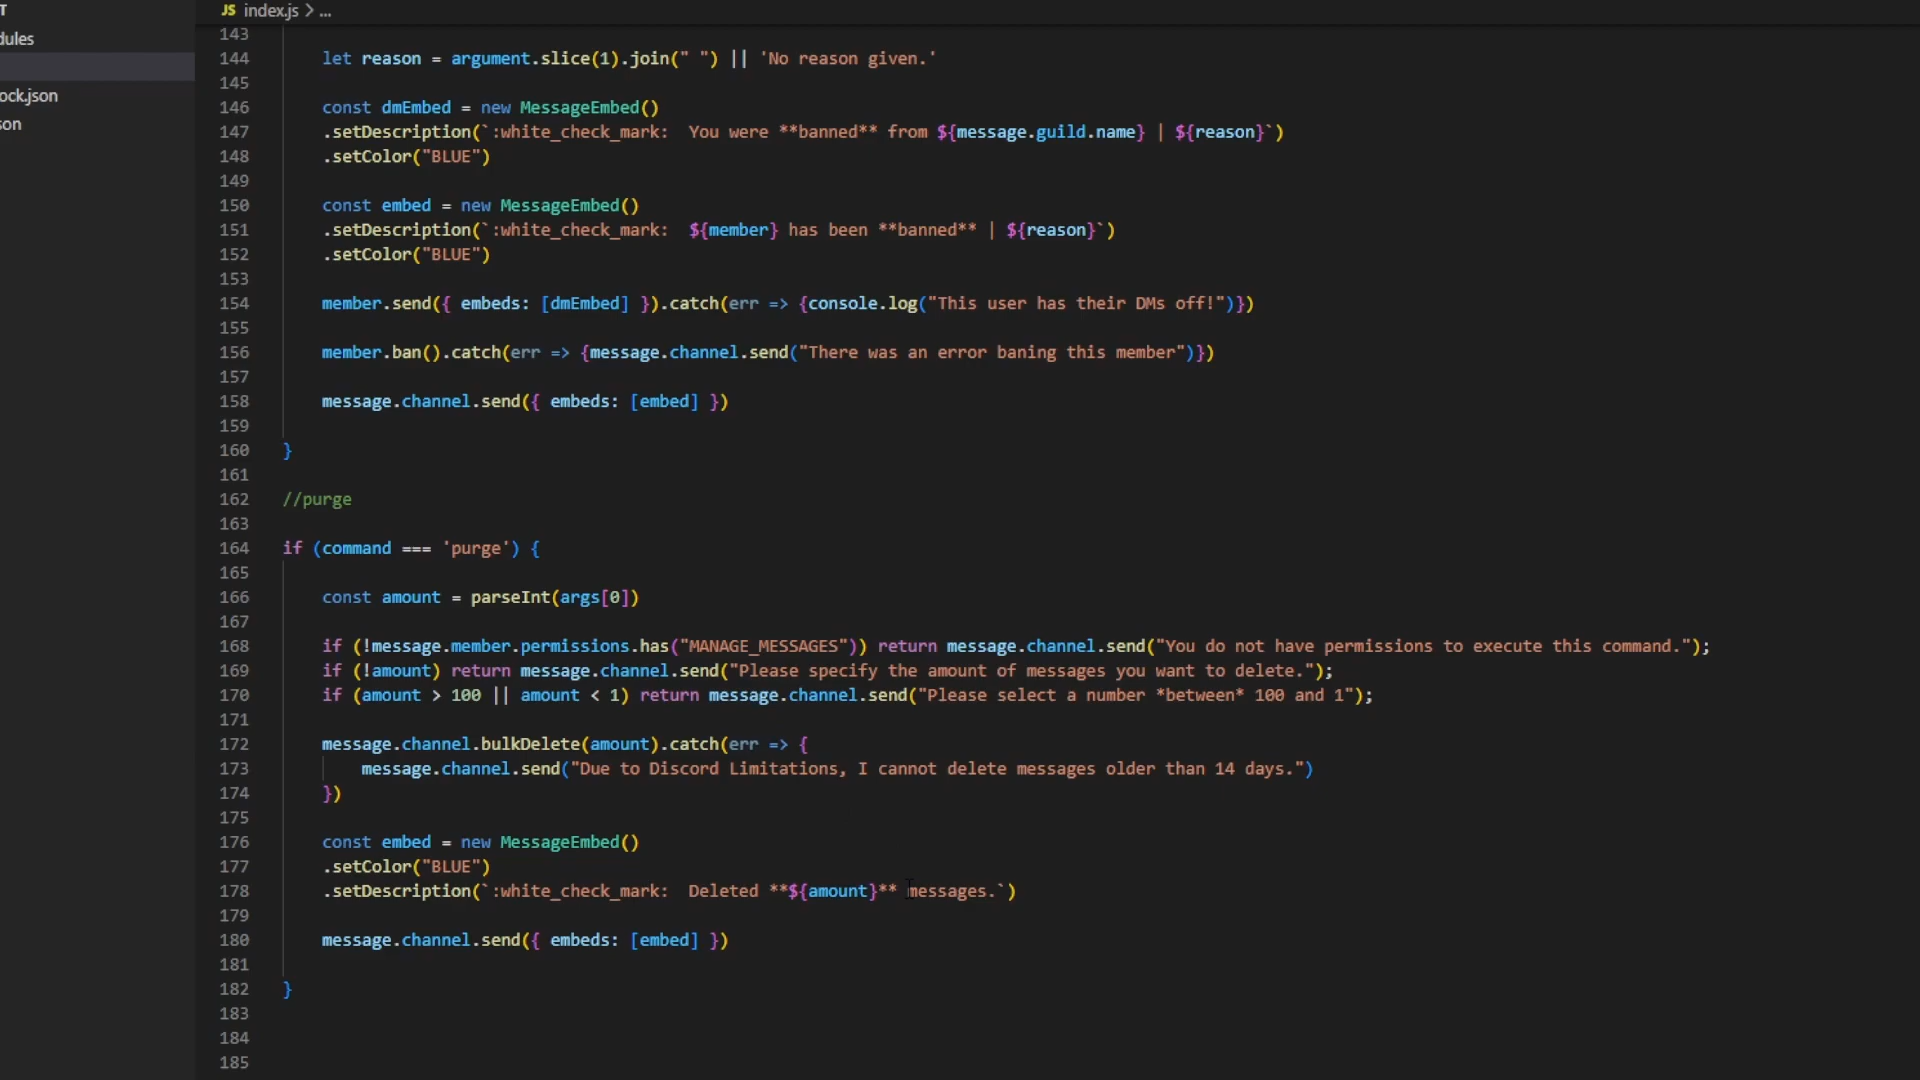 T
JS index.js > ...
dules
ock.json
son
143
144 let reason = argument.slice(1).join(" ") || 'No reason given.'
145
146 const dmEmbed = new MessageEmbed()
147 .setDescription(`:white_check_mark:  You were **banned** from ${message.guild.name} | ${reason}`)
148 .setColor("BLUE")
149
150 const embed = new MessageEmbed()
151 .setDescription(`:white_check_mark:  ${member} has been **banned** | ${reason}`)
152 .setColor("BLUE")
153
154 member.send({ embeds: [dmEmbed] }).catch(err => {console.log("This user has their DMs off!")})
155
156 member.ban().catch(err => {message.channel.send("There was an error baning this member")})
157
158 message.channel.send({ embeds: [embed] })
159
160 }
161
162 //purge
163
164 if (command === 'purge') {
165
166 const amount = parseInt(args[0])
167
168 if (!message.member.permissions.has("MANAGE_MESSAGES")) return message.channel.send("You do not have permissions to execute this command.");
169 if (!amount) return message.channel.send("Please specify the amount of messages you want to delete.");
170 if (amount > 100 || amount < 1) return message.channel.send("Please select a number *between* 100 and 1");
171
172 message.channel.bulkDelete(amount).catch(err => {
173 message.channel.send("Due to Discord Limitations, I cannot delete messages older than 14 days.")
174 })
175
176 const embed = new MessageEmbed()
177 .setColor("BLUE")
178 .setDescription(`:white_check_mark:  Deleted **${amount}** messages.`)
179
180 message.channel.send({ embeds: [embed] })
181
182 }
183
184
185